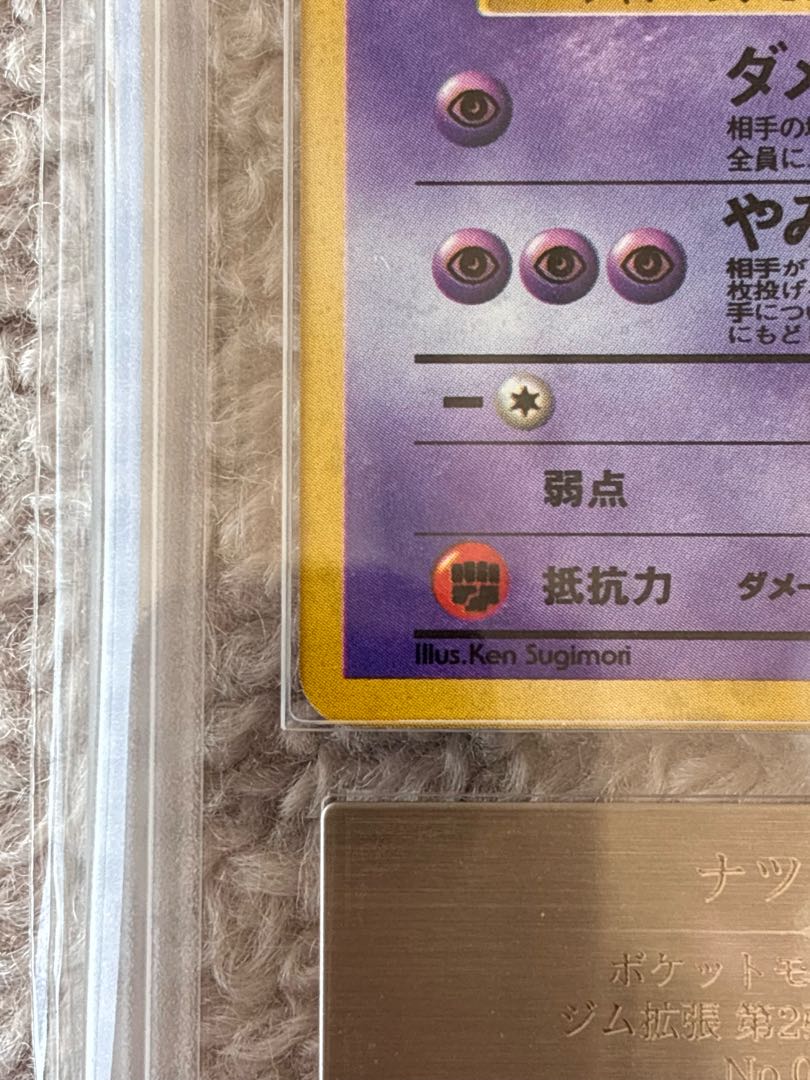 ダメ
相手の
全員に
やみ
相手が
枚投げ
手につ
にもど
弱点
抵抗力 ダメー
Illus.Ken Sugimori
ナツ
ポケットモ
ジム拡張 第2
No.0